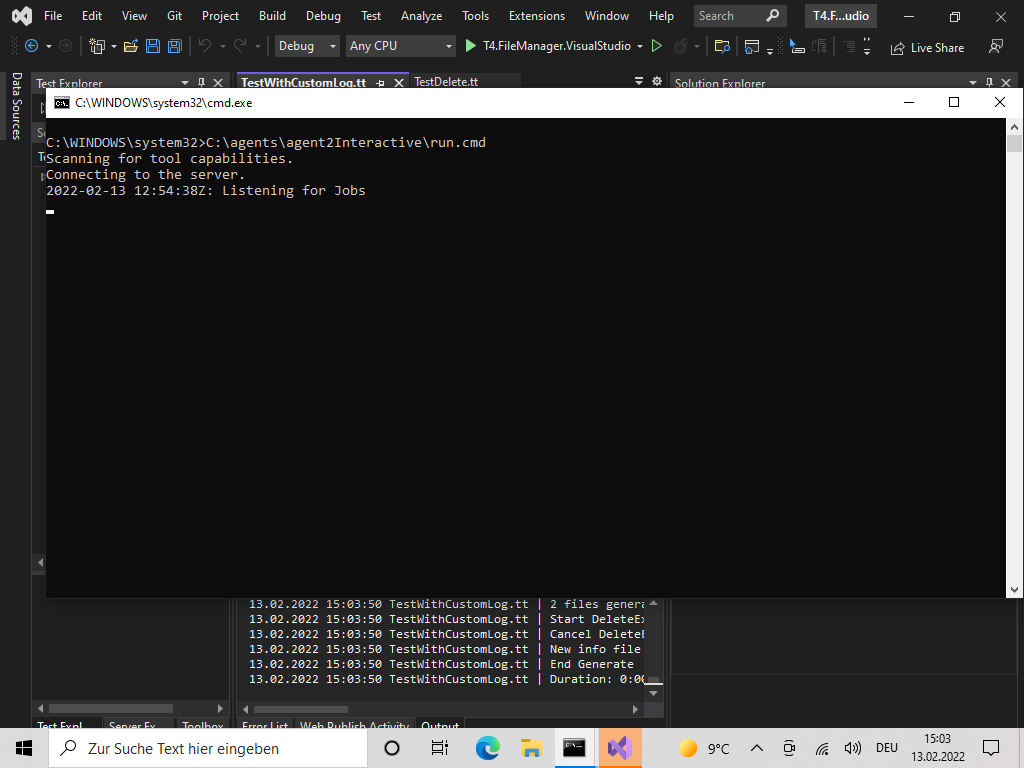 File Edit View Git Project Build Debug Test Analyze Tools Extensions Window Help Search T4.F...udio
Debug Any CPU T4.FileManager.VisualStudio Live Share
Data Sources
Test Explorer TestWithCustomLog.tt TestDelete.tt Solution Explorer
C:\WINDOWS\system32\cmd.exe
C:\WINDOWS\system32>C:\agents\agent2Interactive\run.cmd
Scanning for tool capabilities.
Connecting to the server.
2022-02-13 12:54:38Z: Listening for Jobs
13.02.2022 15:03:50 TestWithCustomLog.tt | 2 files genera
13.02.2022 15:03:50 TestWithCustomLog.tt | Start DeleteEx
13.02.2022 15:03:50 TestWithCustomLog.tt | Cancel DeleteE
13.02.2022 15:03:50 TestWithCustomLog.tt | New info file
13.02.2022 15:03:50 TestWithCustomLog.tt | End Generate
13.02.2022 15:03:50 TestWithCustomLog.tt | Duration: 0:00
Test Expl... Server Ex... Toolbox Error List Web Publish Activity Output
Zur Suche Text hier eingeben 9°C DEU 15:03
13.02.2022